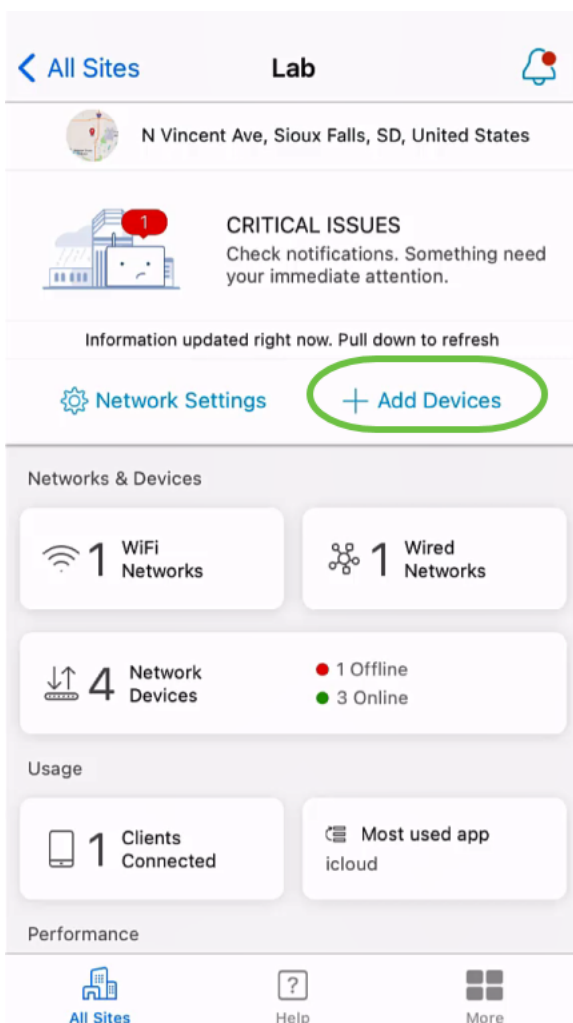 All Sites Lab
N Vincent Ave, Sioux Falls, SD, United States
1
CRITICAL ISSUES
Check notifications. Something need
your immediate attention.
Information updated right now. Pull down to refresh
Network Settings
Add Devices
Networks & Devices
1 WiFi
Networks
1 Wired
Networks
4 Network
Devices
1 Offline
3 Online
Usage
1 Clients
Connected
Most used app
icloud
Performance
All Sites
Help
More